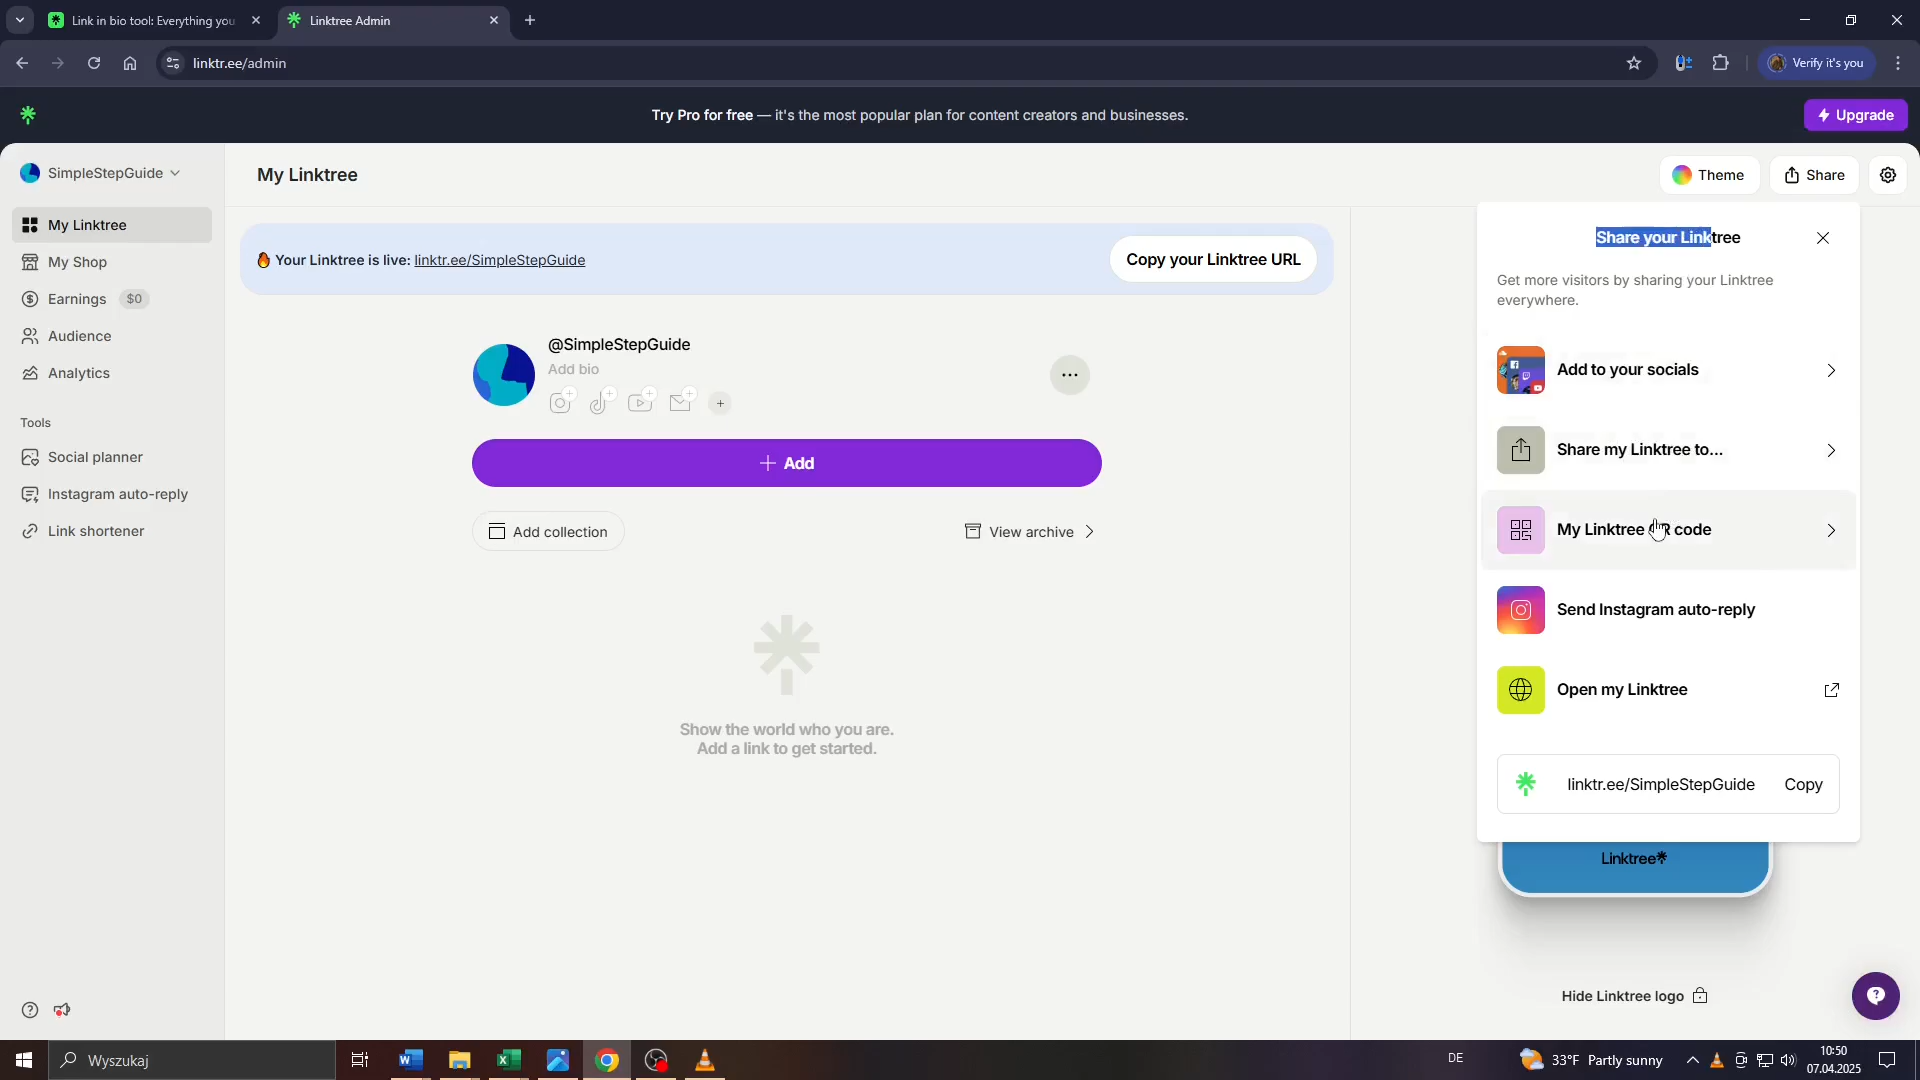 Link in bio tool: Everything you
Linktree Admin
linktr.ee/admin
Verify it's you
Try Pro for free — it's the most popular plan for content creators and businesses.
Upgrade
SimpleStepGuide
My Linktree
Theme
Share
My Linktree
My Shop
Earnings $0
Audience
Analytics
Tools
Social planner
Instagram auto-reply
Link shortener
Your Linktree is live: linktr.ee/SimpleStepGuide
Copy your Linktree URL
@SimpleStepGuide
Add bio
Add
Add collection
View archive
Show the world who you are.
Add a link to get started.
Share your Linktree
Get more visitors by sharing your Linktree
everywhere.
Add to your socials
Share my Linktree to...
My Linktree QR code
Send Instagram auto-reply
Open my Linktree
linktr.ee/SimpleStepGuide Copy
Linktree
Hide Linktree logo
Wyszukaj
DE
33°F Partly sunny
10:50
07.04.2025